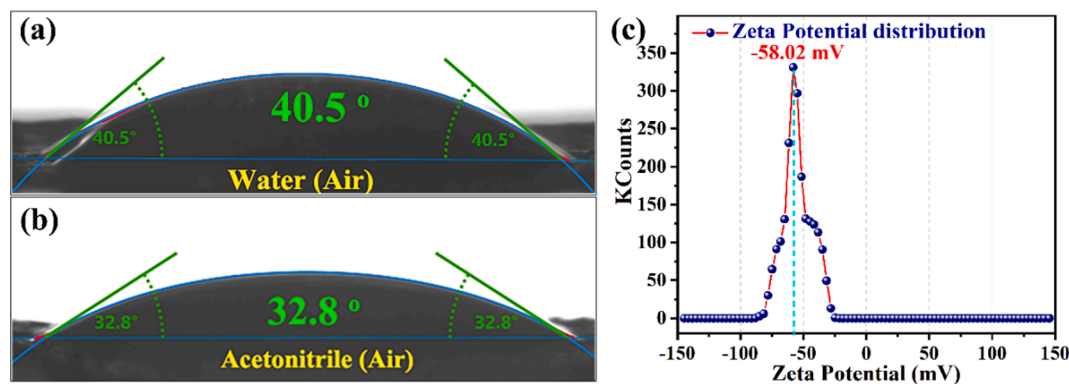 (a)
40.5 °
40.5°
40.5°
Water (Air)
(b)
32.8 °
32.8°
32.8°
Acetonitrile (Air)
(c)
Zeta Potential distribution
-58.02 mV
KCounts
350
300
250
200
150
100
50
0
-150 -100 -50 0 50 100 150
Zeta Potential (mV)